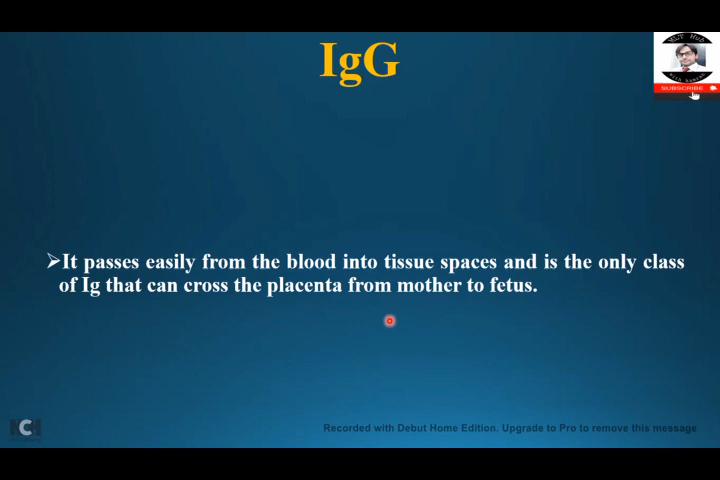 IgG
MLT Hub
SUBSCRIBE
➢It passes easily from the blood into tissue spaces and is the only class
of Ig that can cross the placenta from mother to fetus.
Recorded with Debut Home Edition. Upgrade to Pro to remove this message